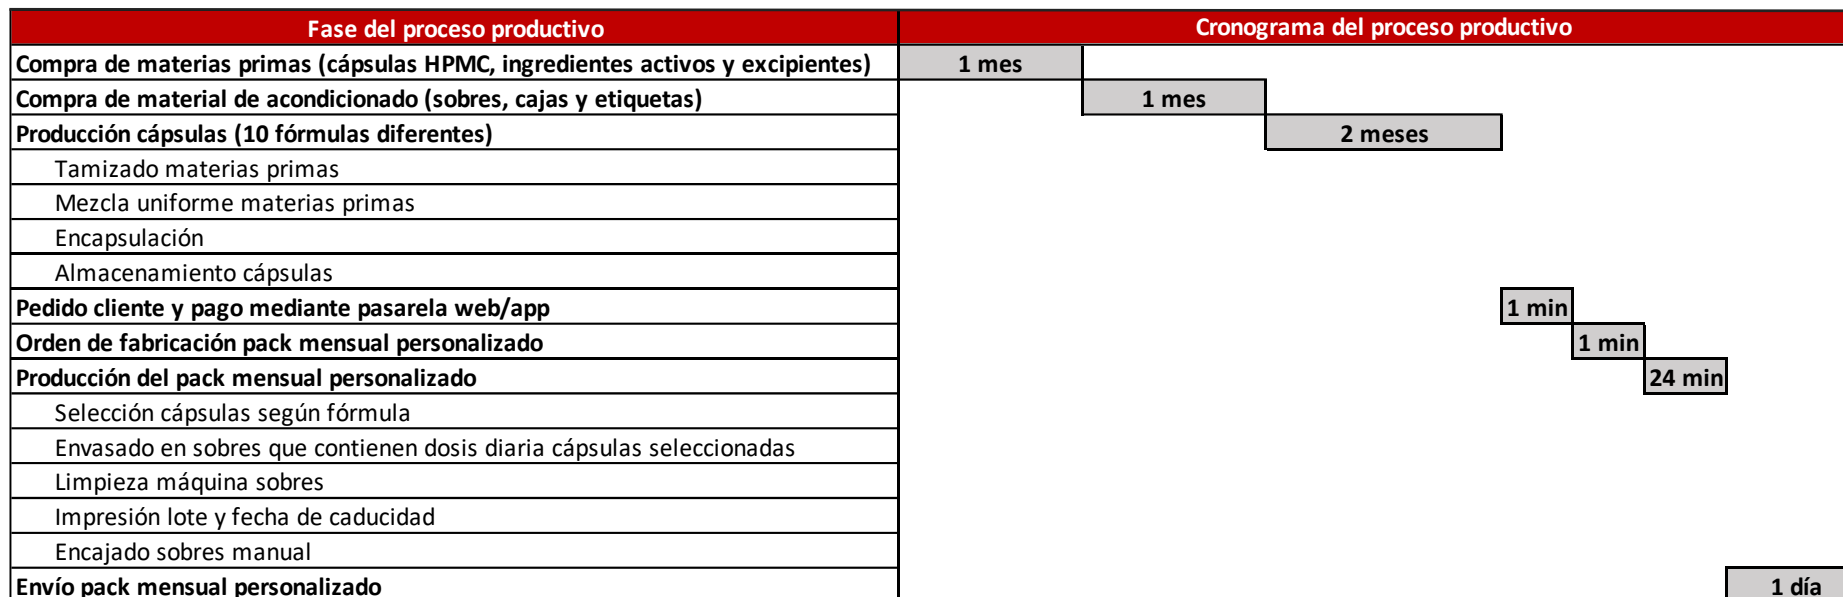 Fase del proceso productivo Cronograma del proceso productivo
Compra de materias primas (cápsulas HPMC, ingredientes activos y excipientes) 1 mes
Compra de material de acondicionado (sobres, cajas y etiquetas) 1 mes
Producción cápsulas (10 fórmulas diferentes) 2 meses
Tamizado materias primas
Mezcla uniforme materias primas
Encapsulación
Almacenamiento cápsulas
Pedido cliente y pago mediante pasarela web/app 1 min
Orden de fabricación pack mensual personalizado 1 min
Producción del pack mensual personalizado 24 min
Selección cápsulas según fórmula
Envasado en sobres que contienen dosis diaria cápsulas seleccionadas
Limpieza máquina sobres
Impresión lote y fecha de caducidad
Encajado sobres manual
Envío pack mensual personalizado 1 día